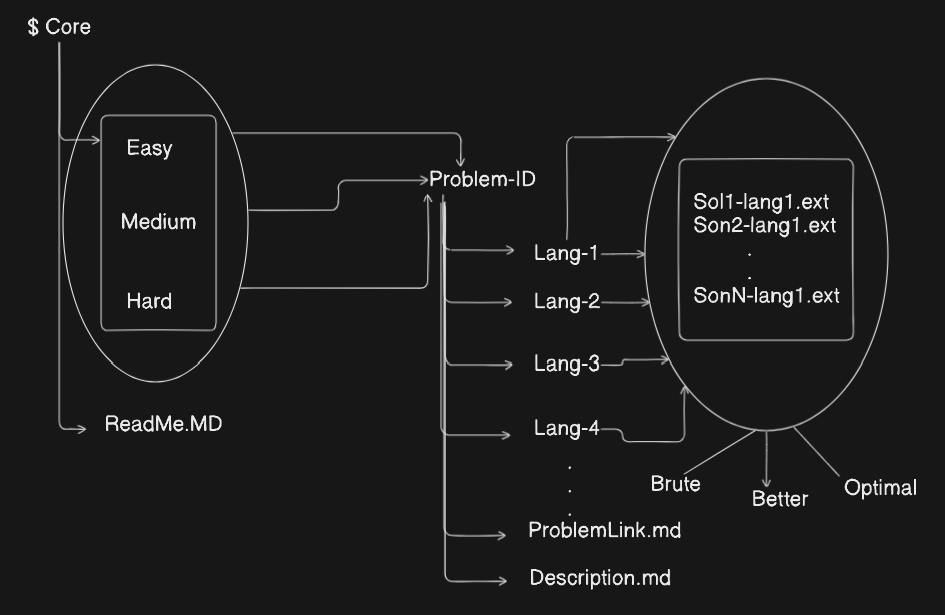 $ Core
Easy
Medium
Hard
ReadMe.MD
Problem-ID
Lang-1
Lang-2
Lang-3
Lang-4
.
.
.
ProblemLink.md
Description.md
Sol1-lang1.ext
Son2-lang1.ext
.
.
SonN-lang1.ext
Brute
Better
Optimal